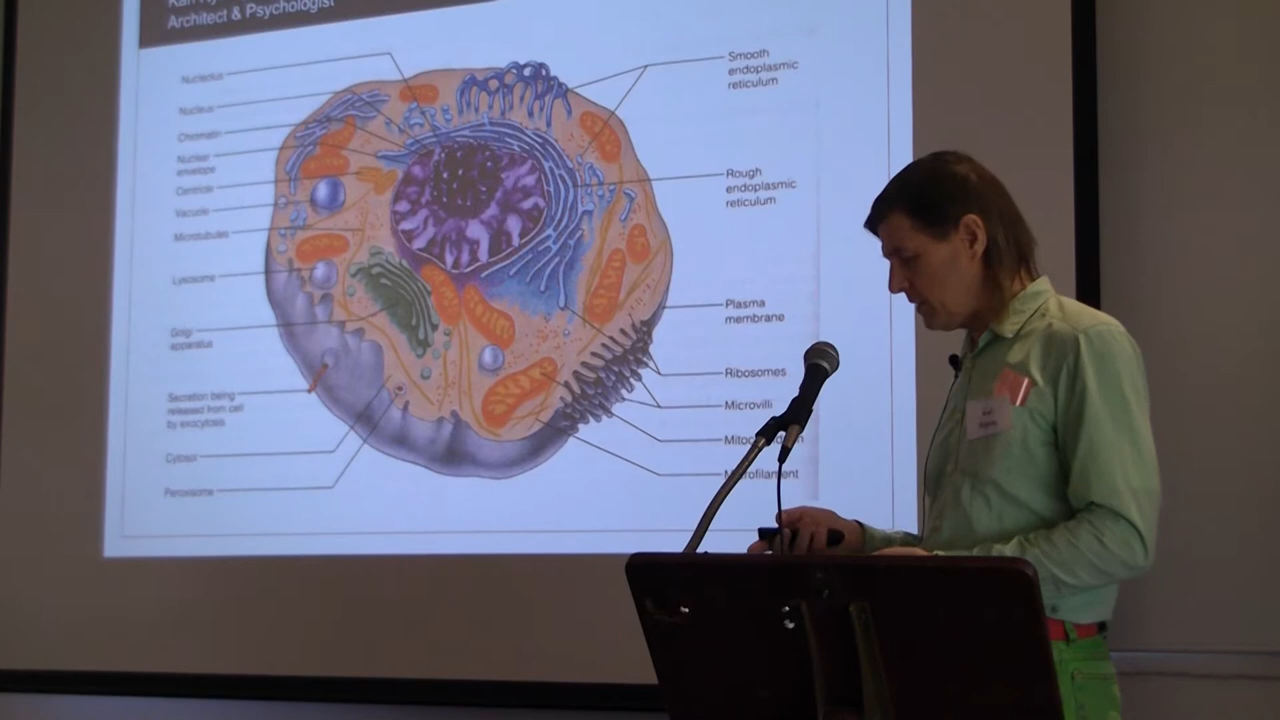 Architect & Psychologist
Nucleolus
Nucleus
Chromatin
Nuclear
envelope
Centriole
Vacuole
Microtubules
Lysosome
Golgi
apparatus
Secretion being
released from cell
by exocytosis
Cytosol
Peroxisome
Smooth
endoplasmic
reticulum
Rough
endoplasmic
reticulum
Plasma
membrane
Ribosomes
Microvilli